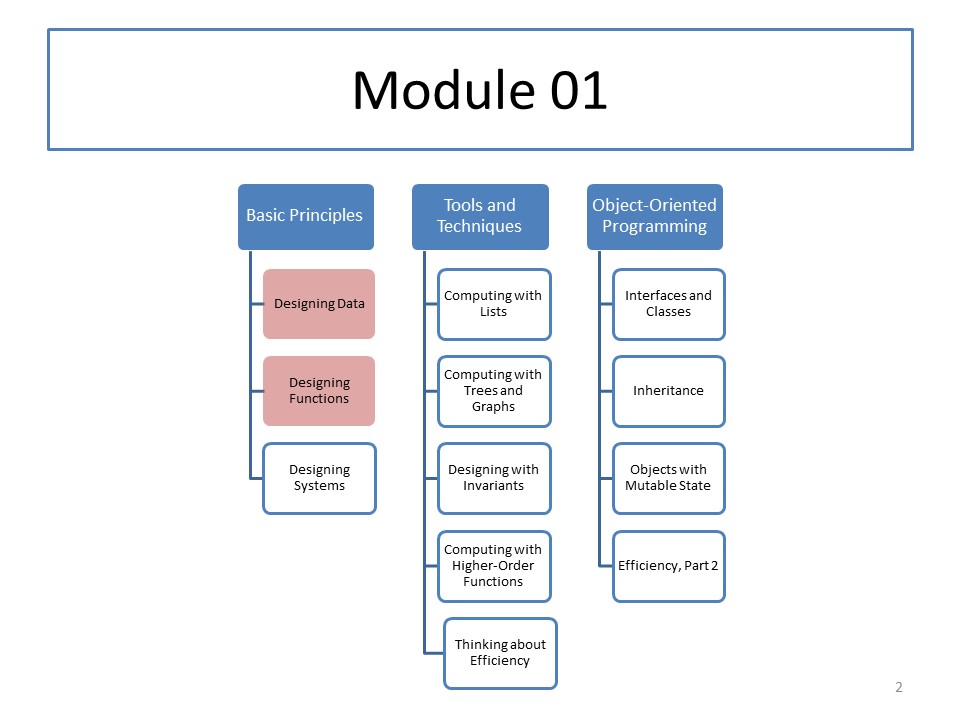 Module 01
Basic Principles
Designing Data
Designing
Functions
Designing
Systems
Tools and
Techniques
Computing with
Lists
Computing with
Trees and
Graphs
Designing with
Invariants
Computing with
Higher-Order
Functions
Thinking about
Efficiency
Object-Oriented
Programming
Interfaces and
Classes
Inheritance
Objects with
Mutable State
Efficiency, Part 2
2